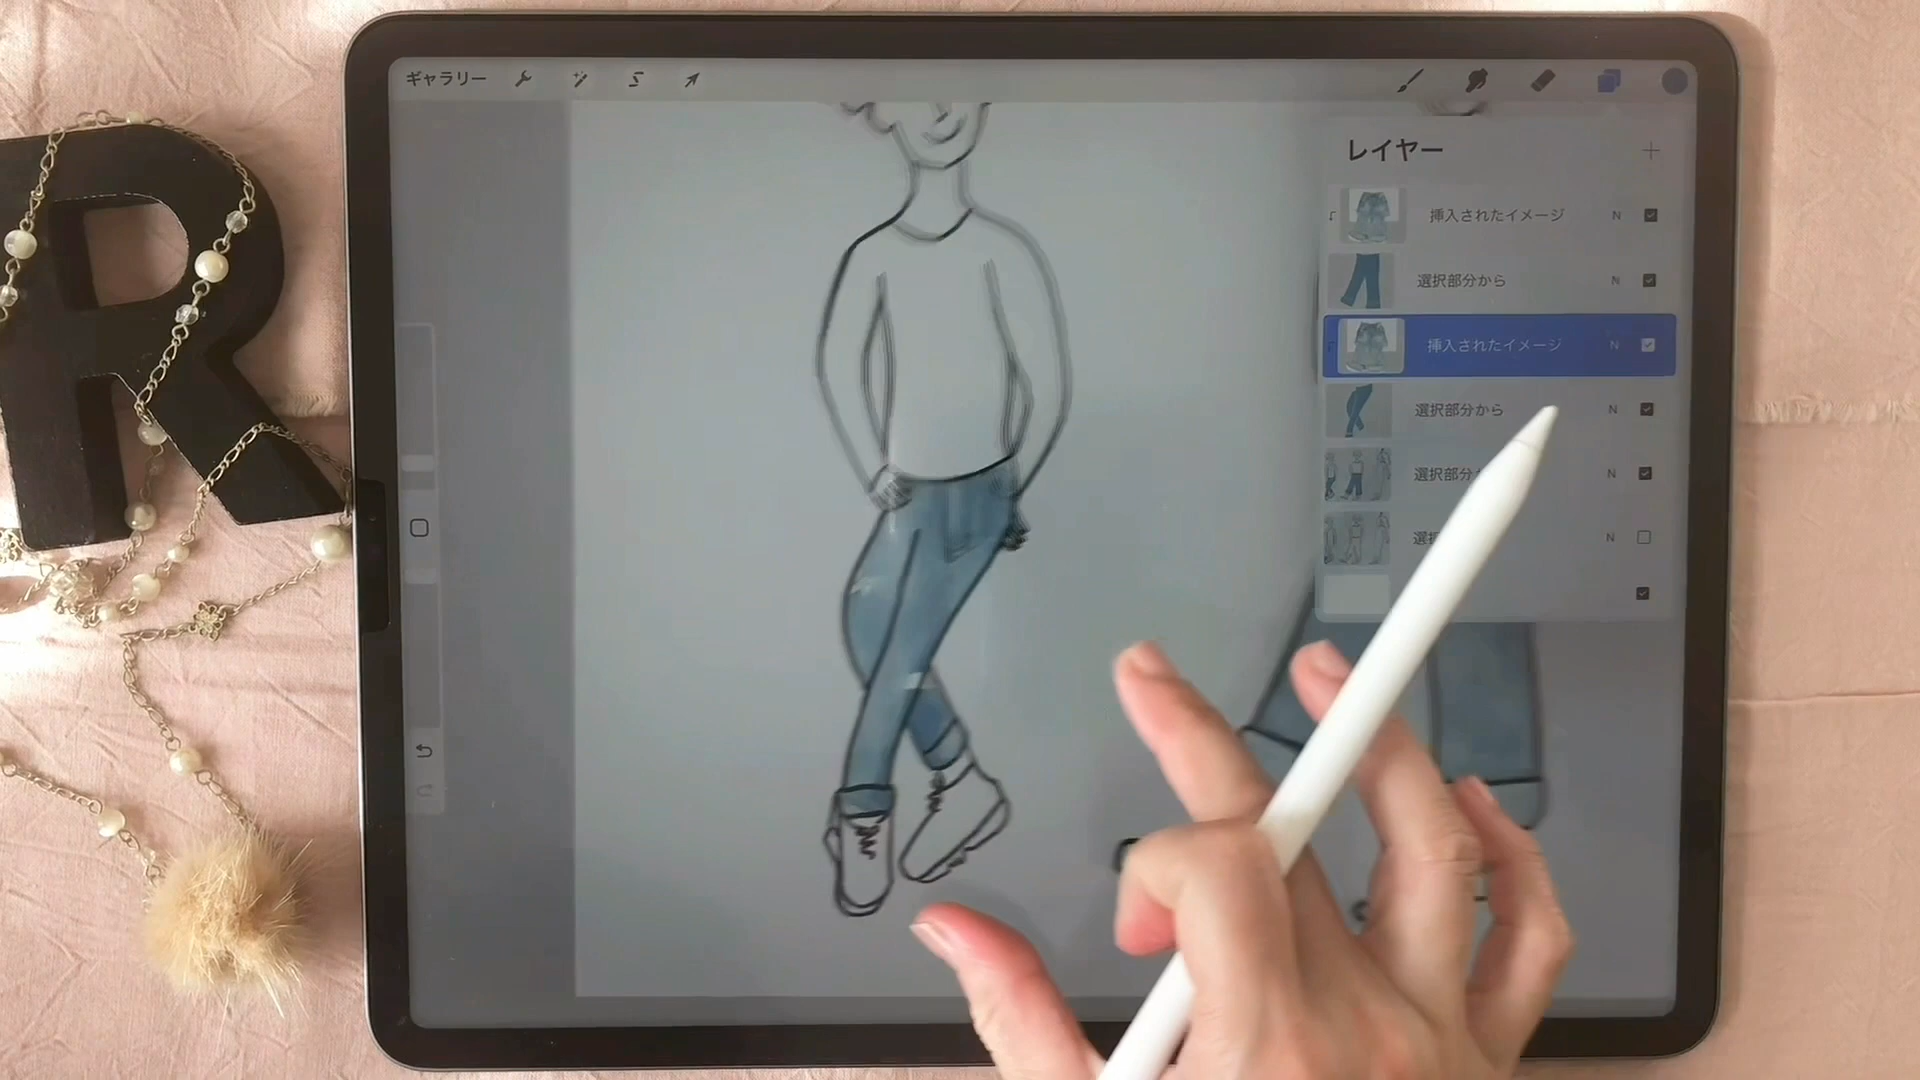 ギャラリー
レイヤー
挿入されたイメージ N
選択部分から N
挿入されたイメージ N
選択部分から N
選択部分か N
選 N
R